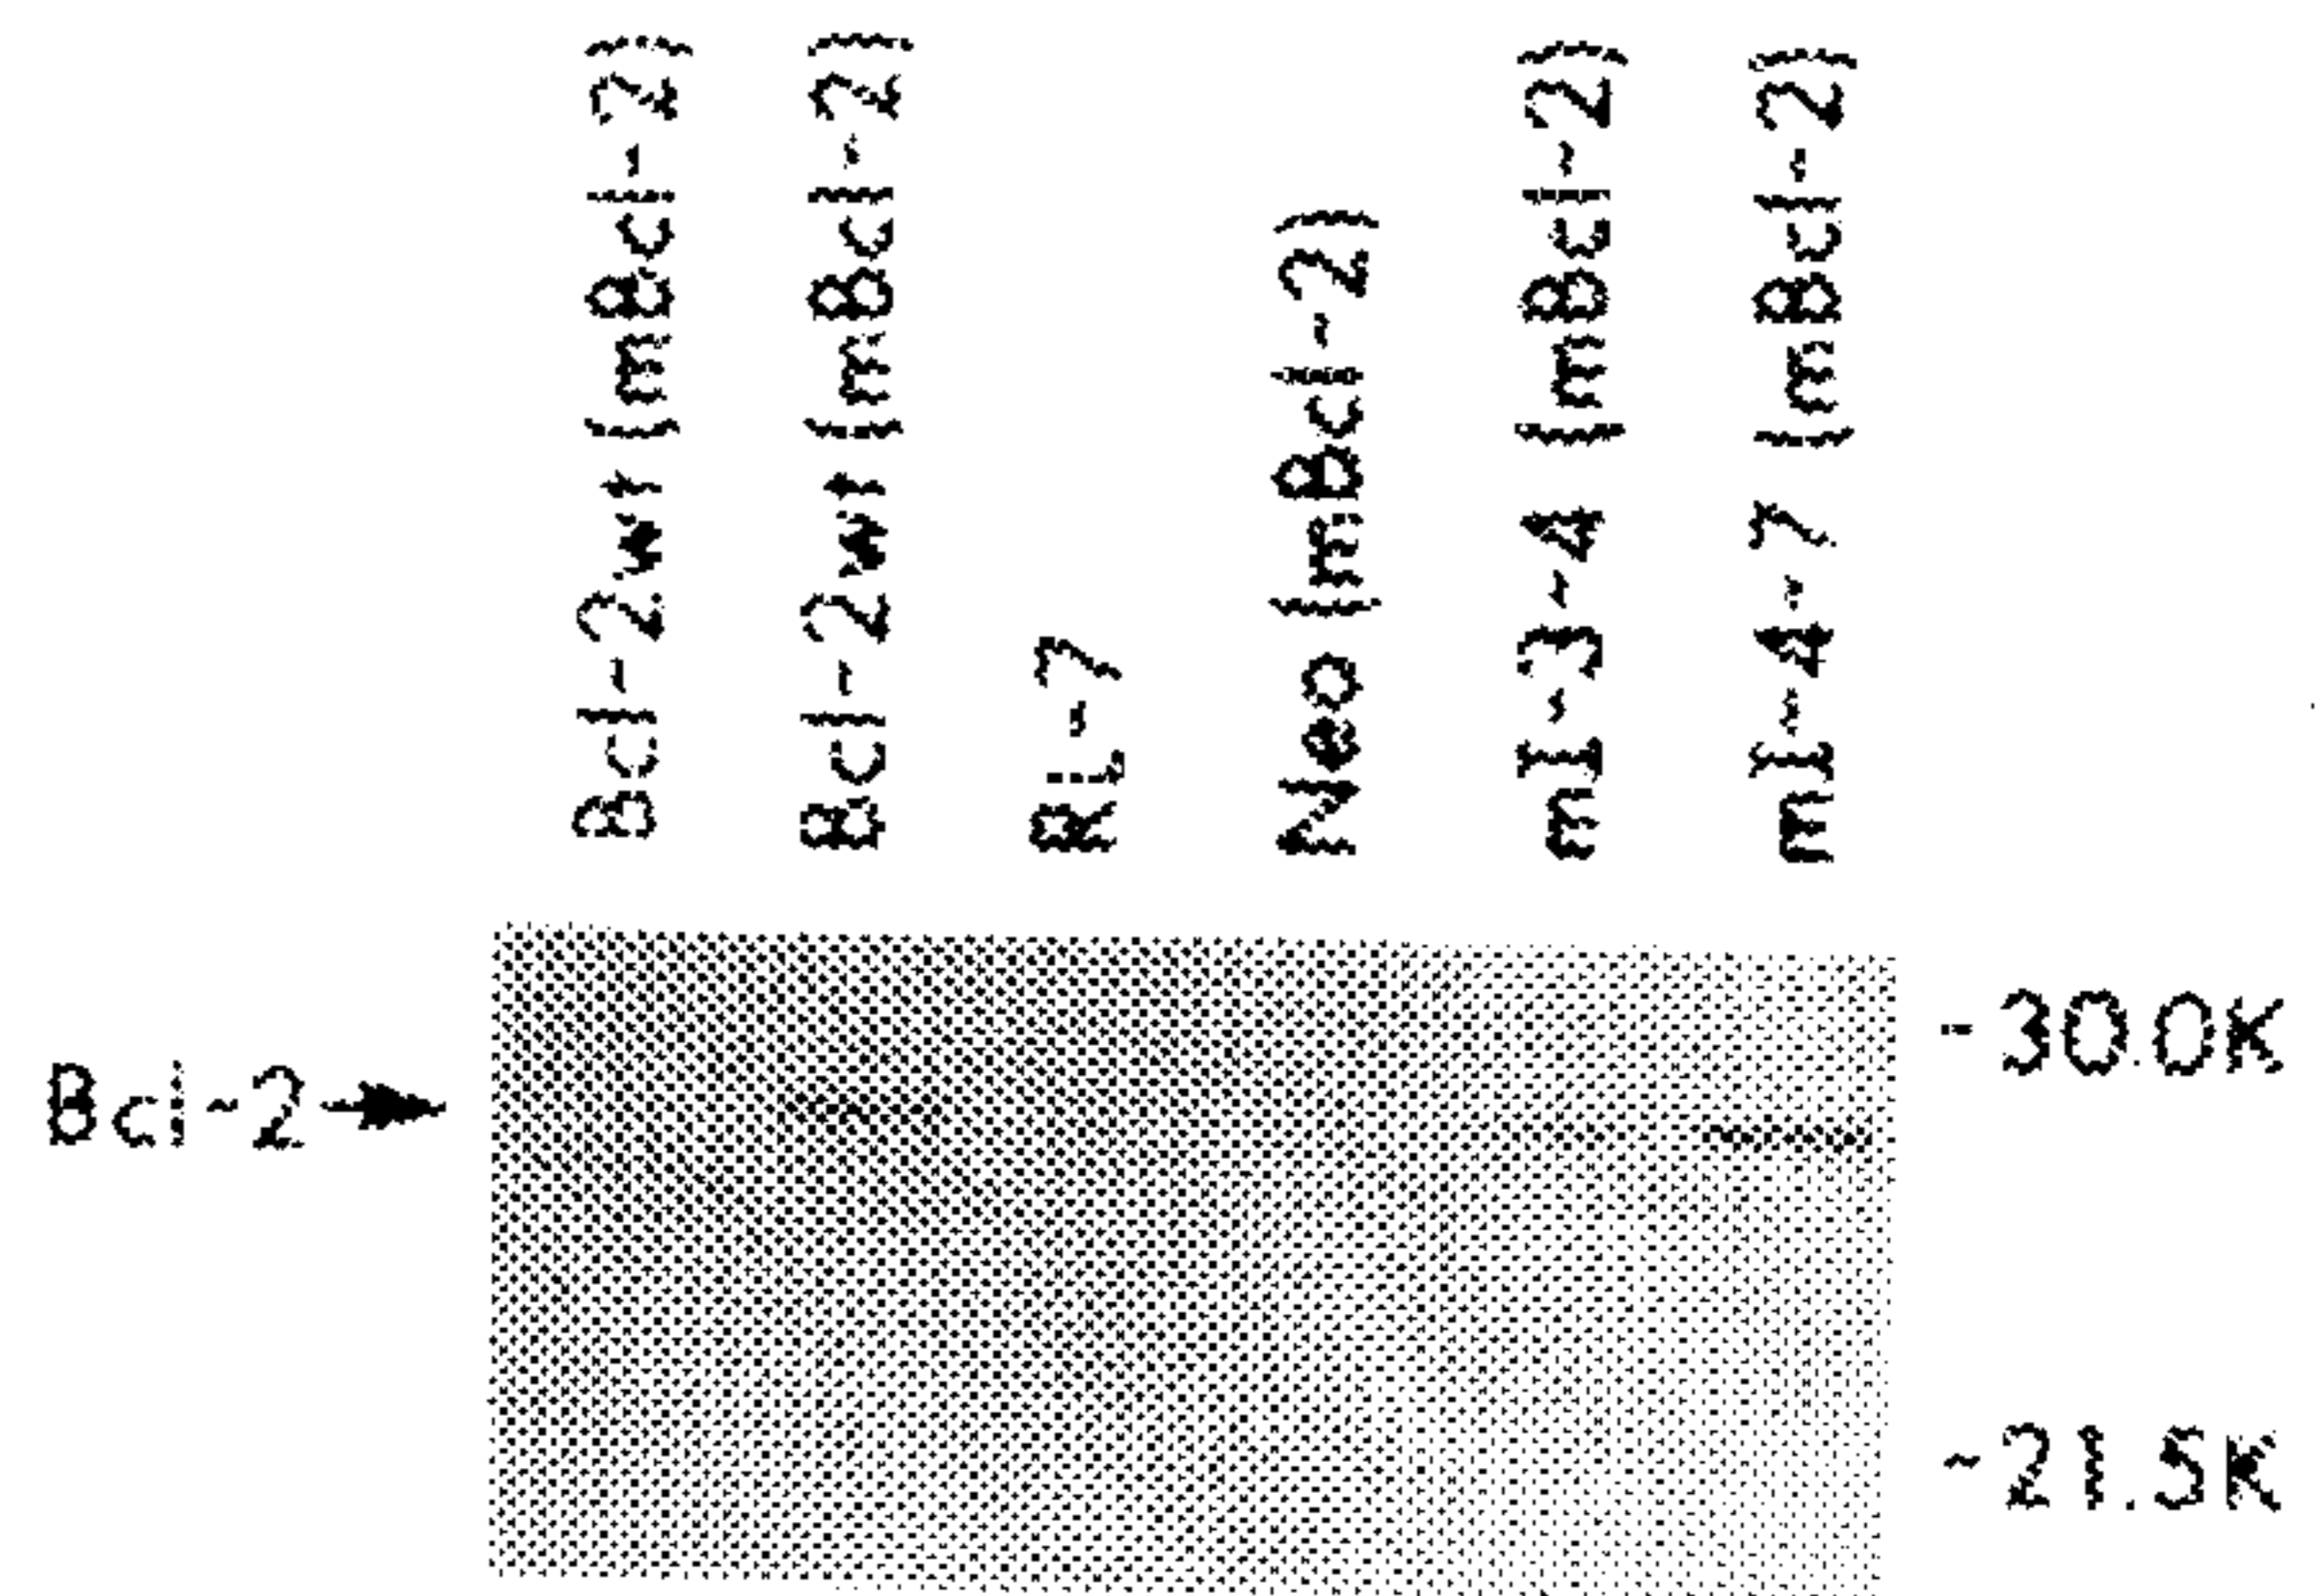 Bcl-2wt (mBcl-2)
Bcl-2wt (mBcl-2)
RL-7
Neo (mBcl-2)
mI-3-4 (mBcl-2)
mI-4-7 (mBcl-2)
Bcl-2
-30.0K
-21.5K